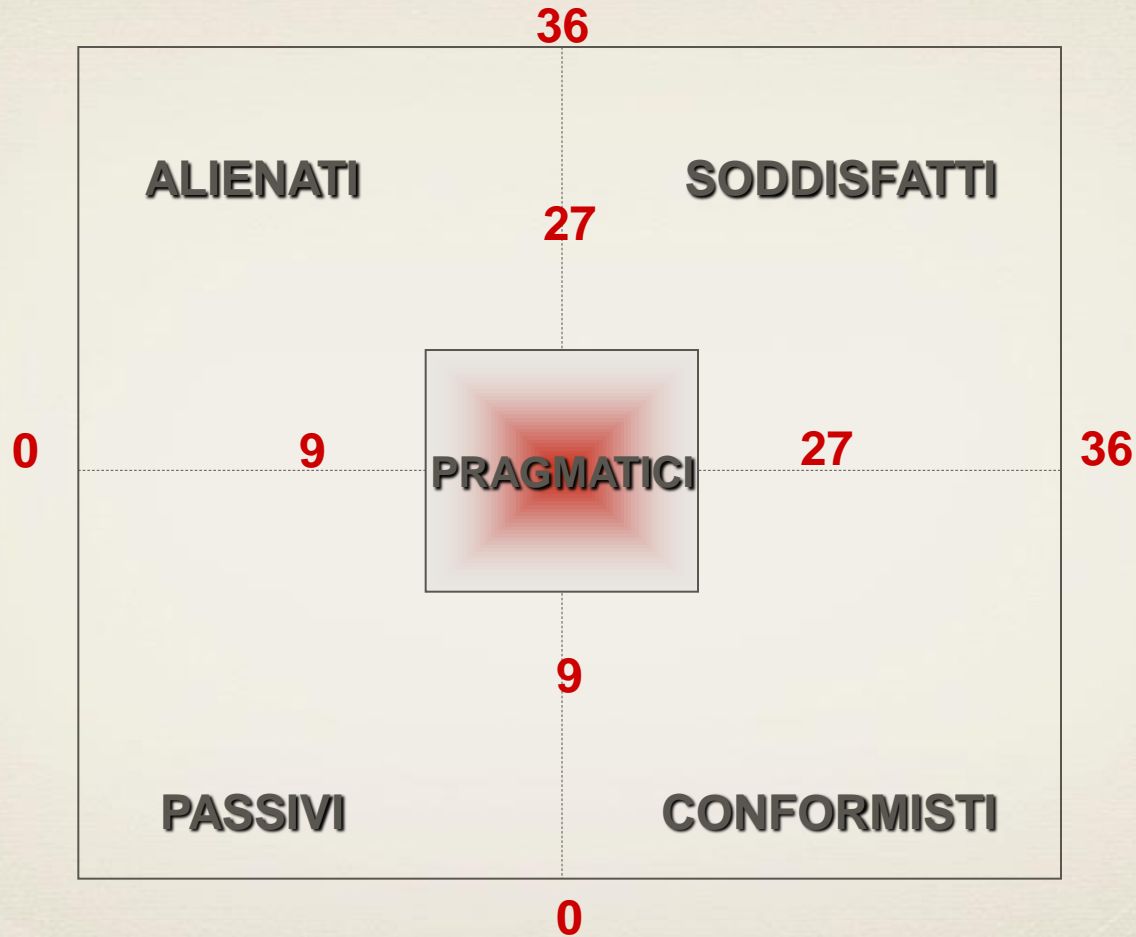 36
ALIENATI
SODDISFATTI
27
0
9
27
36
PRAGMATICI
9
PASSIVI
CONFORMISTI
0